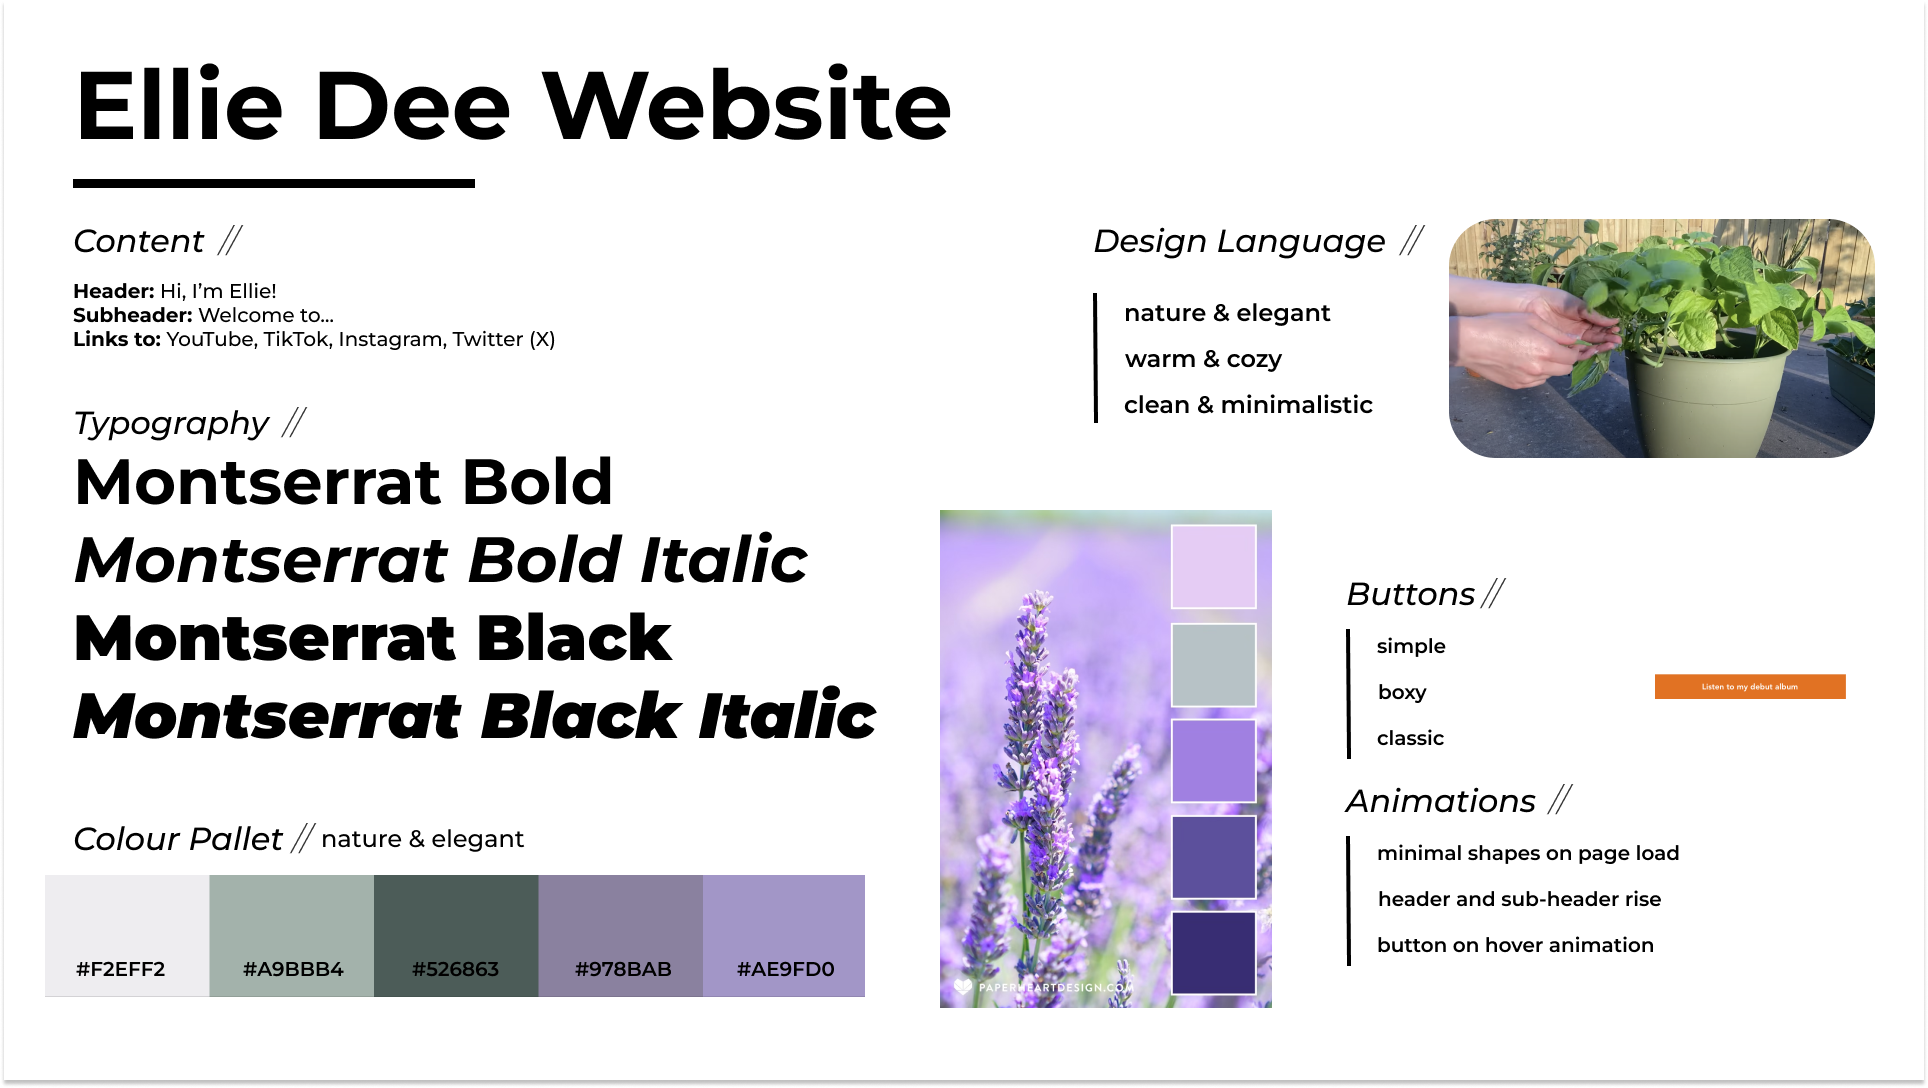 Ellie Dee Website
Content //
Header: Hi, I’m Ellie!
Subheader: Welcome to...
Links to: YouTube, TikTok, Instagram, Twitter (X)
Typography //
Montserrat Bold
Montserrat Bold Italic
Montserrat Black
Montserrat Black Italic
Colour Pallet // nature & elegant
#F2EFF2
#A9BBB4
#526863
#978BAB
#AE9FD0
Design Language //
nature & elegant
warm & cozy
clean & minimalistic
PAPERHEARTDESIGN.COM
Buttons //
simple
boxy
classic
Listen to my debut album
Animations //
minimal shapes on page load
header and sub-header rise
button on hover animation